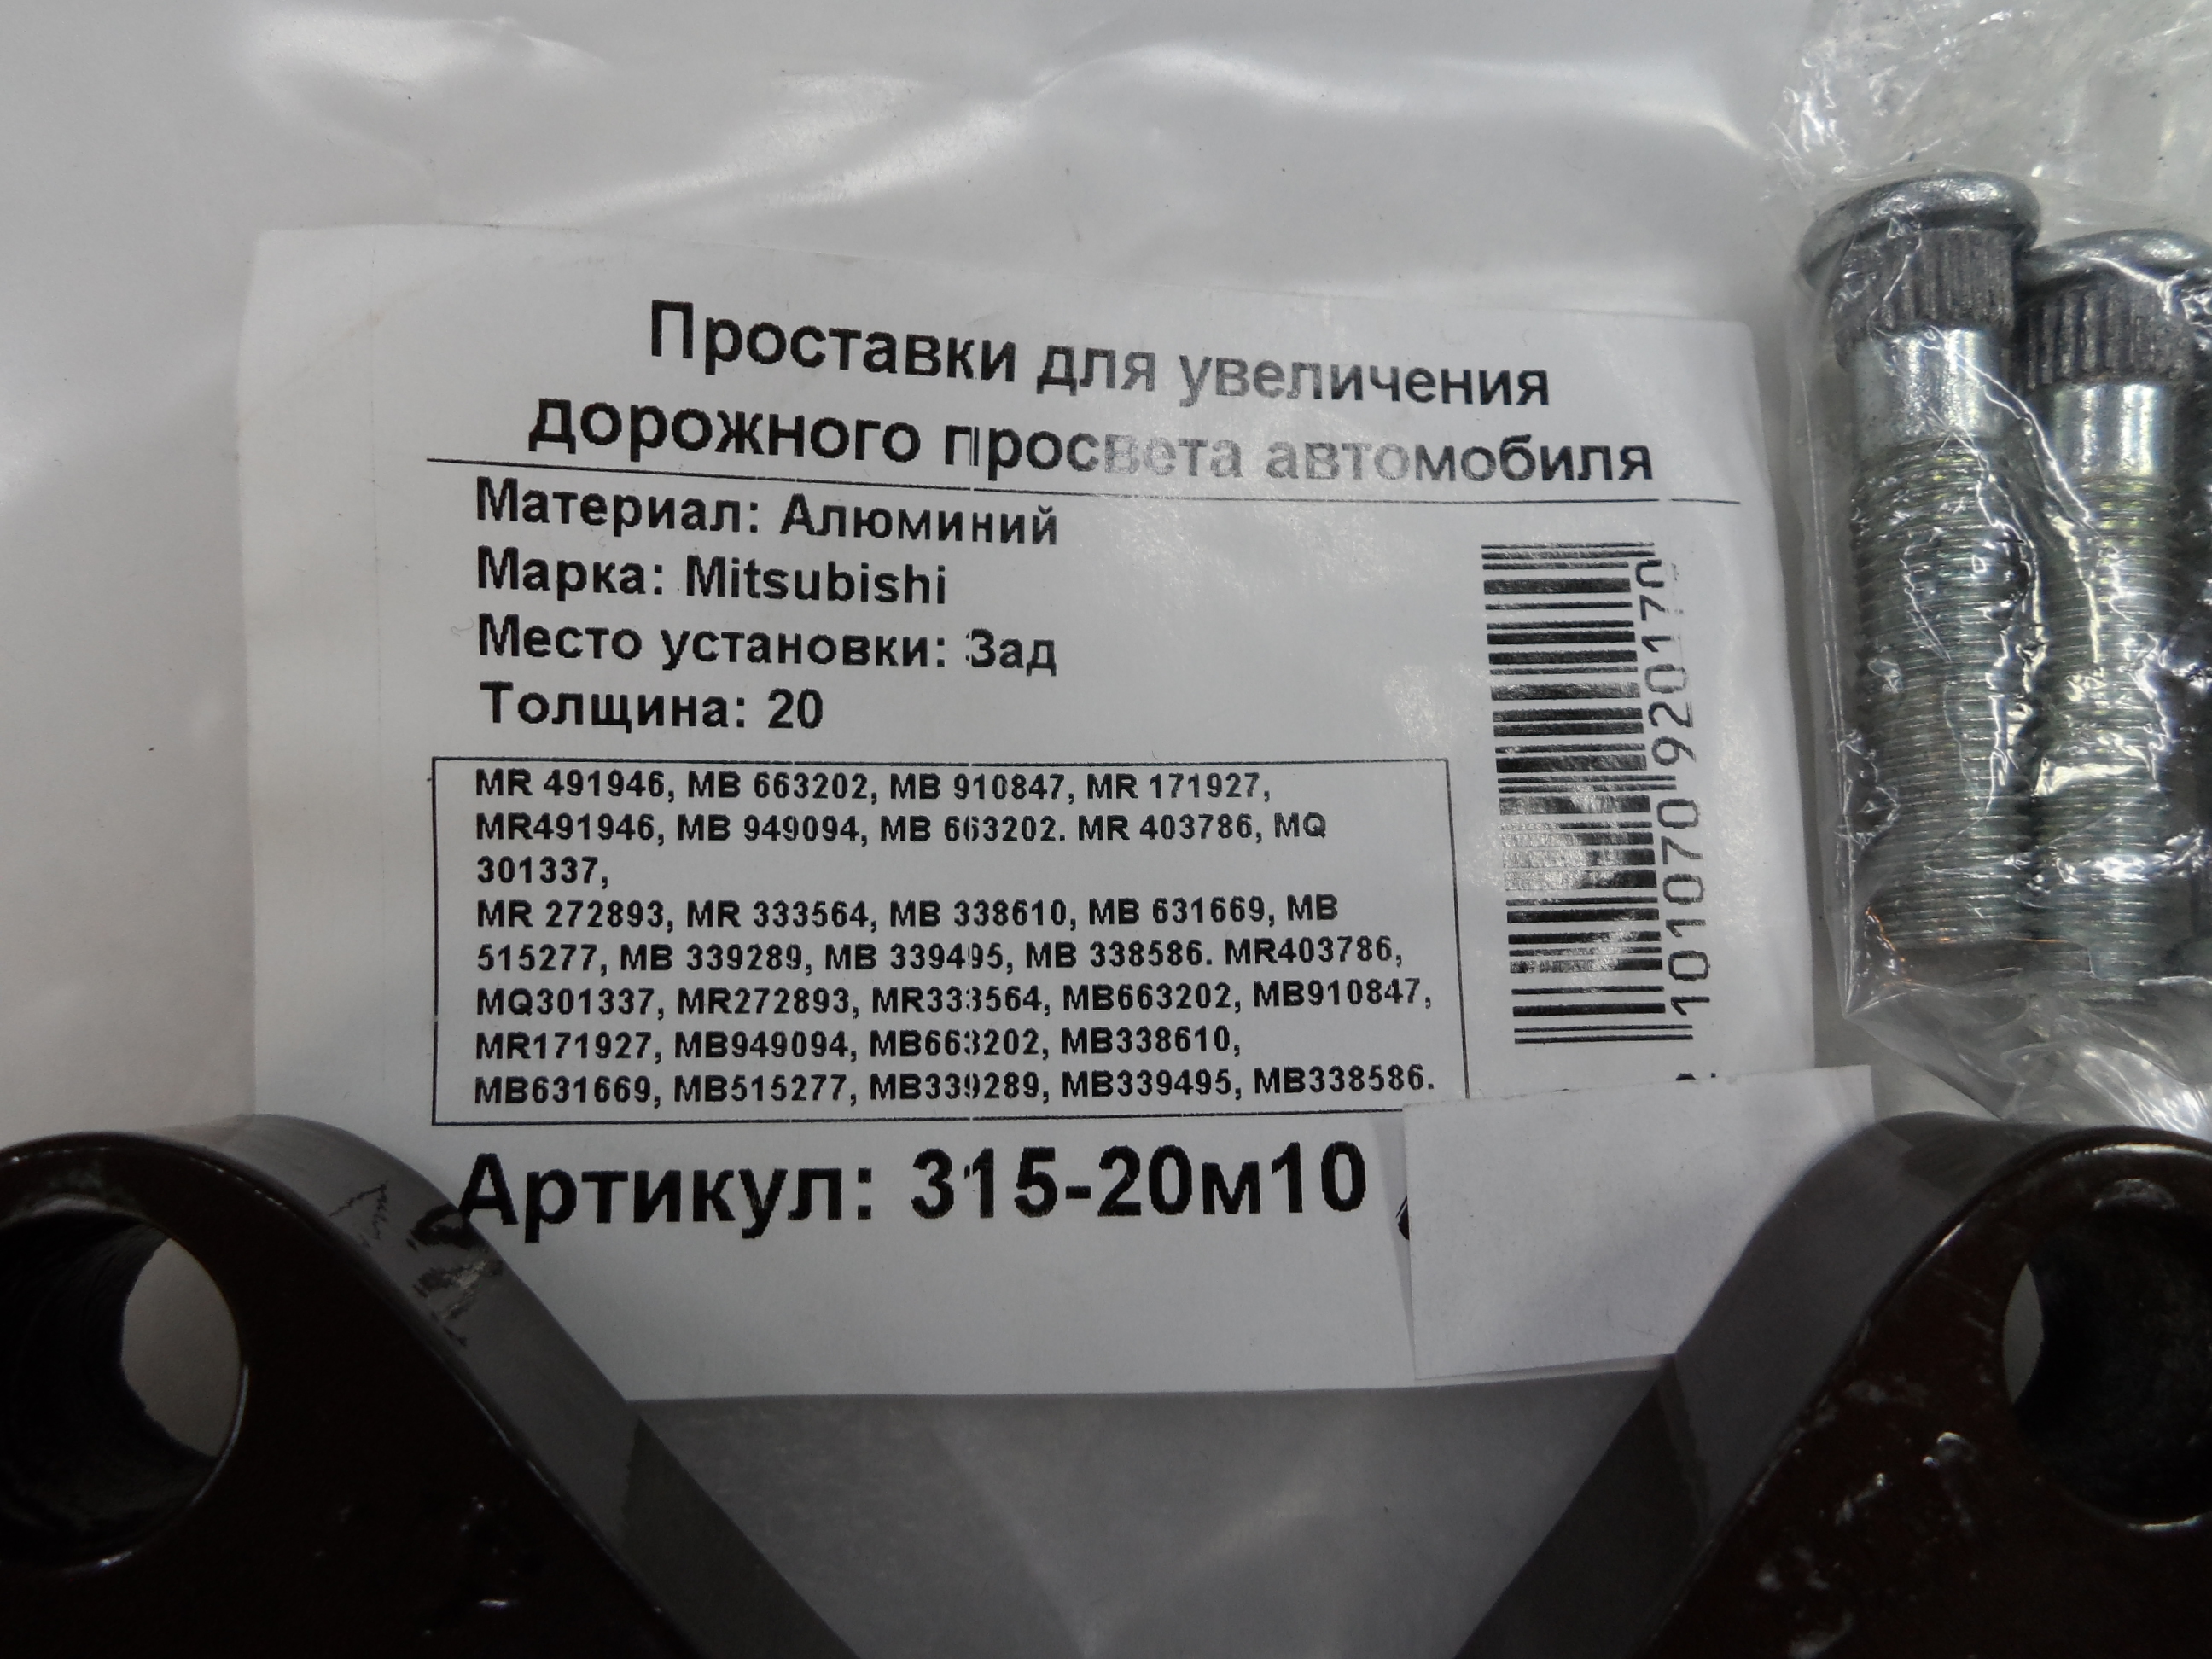 Проставки для увеличения
дорожного просвета автомобиля
Материал: Алюминий
Марка: Mitsubishi
Место установки: Зад
Толщина: 20
MR 491946, MB 663202, MB 910847, MR 171927,
MR491946, MB 949094, MB 663202. MR 403786, MQ
301337,
MR 272893, MR 333564, MB 338610, MB 631669, MB
515277, MB 339289, MB 339495, MB 338586. MR403786,
MQ301337, MR272893, MR333564, MB663202, MB910847,
MR171927, MB949094, MB663202, MB338610,
MB631669, MB515277, MB339289, MB339495, MB338586.
Артикул: 315-20м10